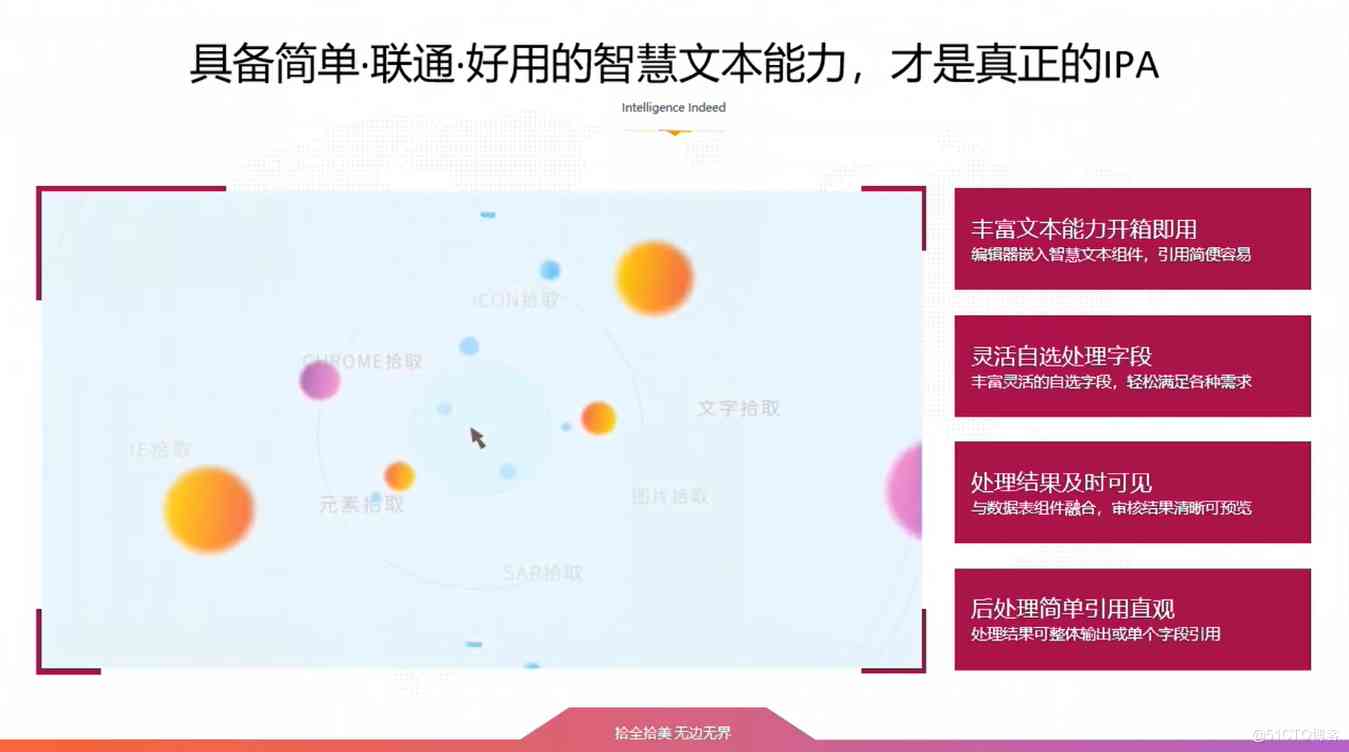 具备简单·联通·好用的智慧文本能力，才是真正的IPA
Intelligence Indeed
ICON拾取
CHROME拾取
文字拾取
IE拾取
元素拾取
图片拾取
SAP拾取
丰富文本能力开箱即用
编辑器嵌入智慧文本组件，引用简便容易
灵活自选处理字段
丰富灵活的自选字段，轻松满足各种需求
处理结果及时可见
与数据表组件融合，审核结果清晰可预览
后处理简单引用直观
处理结果可整体输出或单个字段引用
拾全拾美 无边无界
@51CTO博客